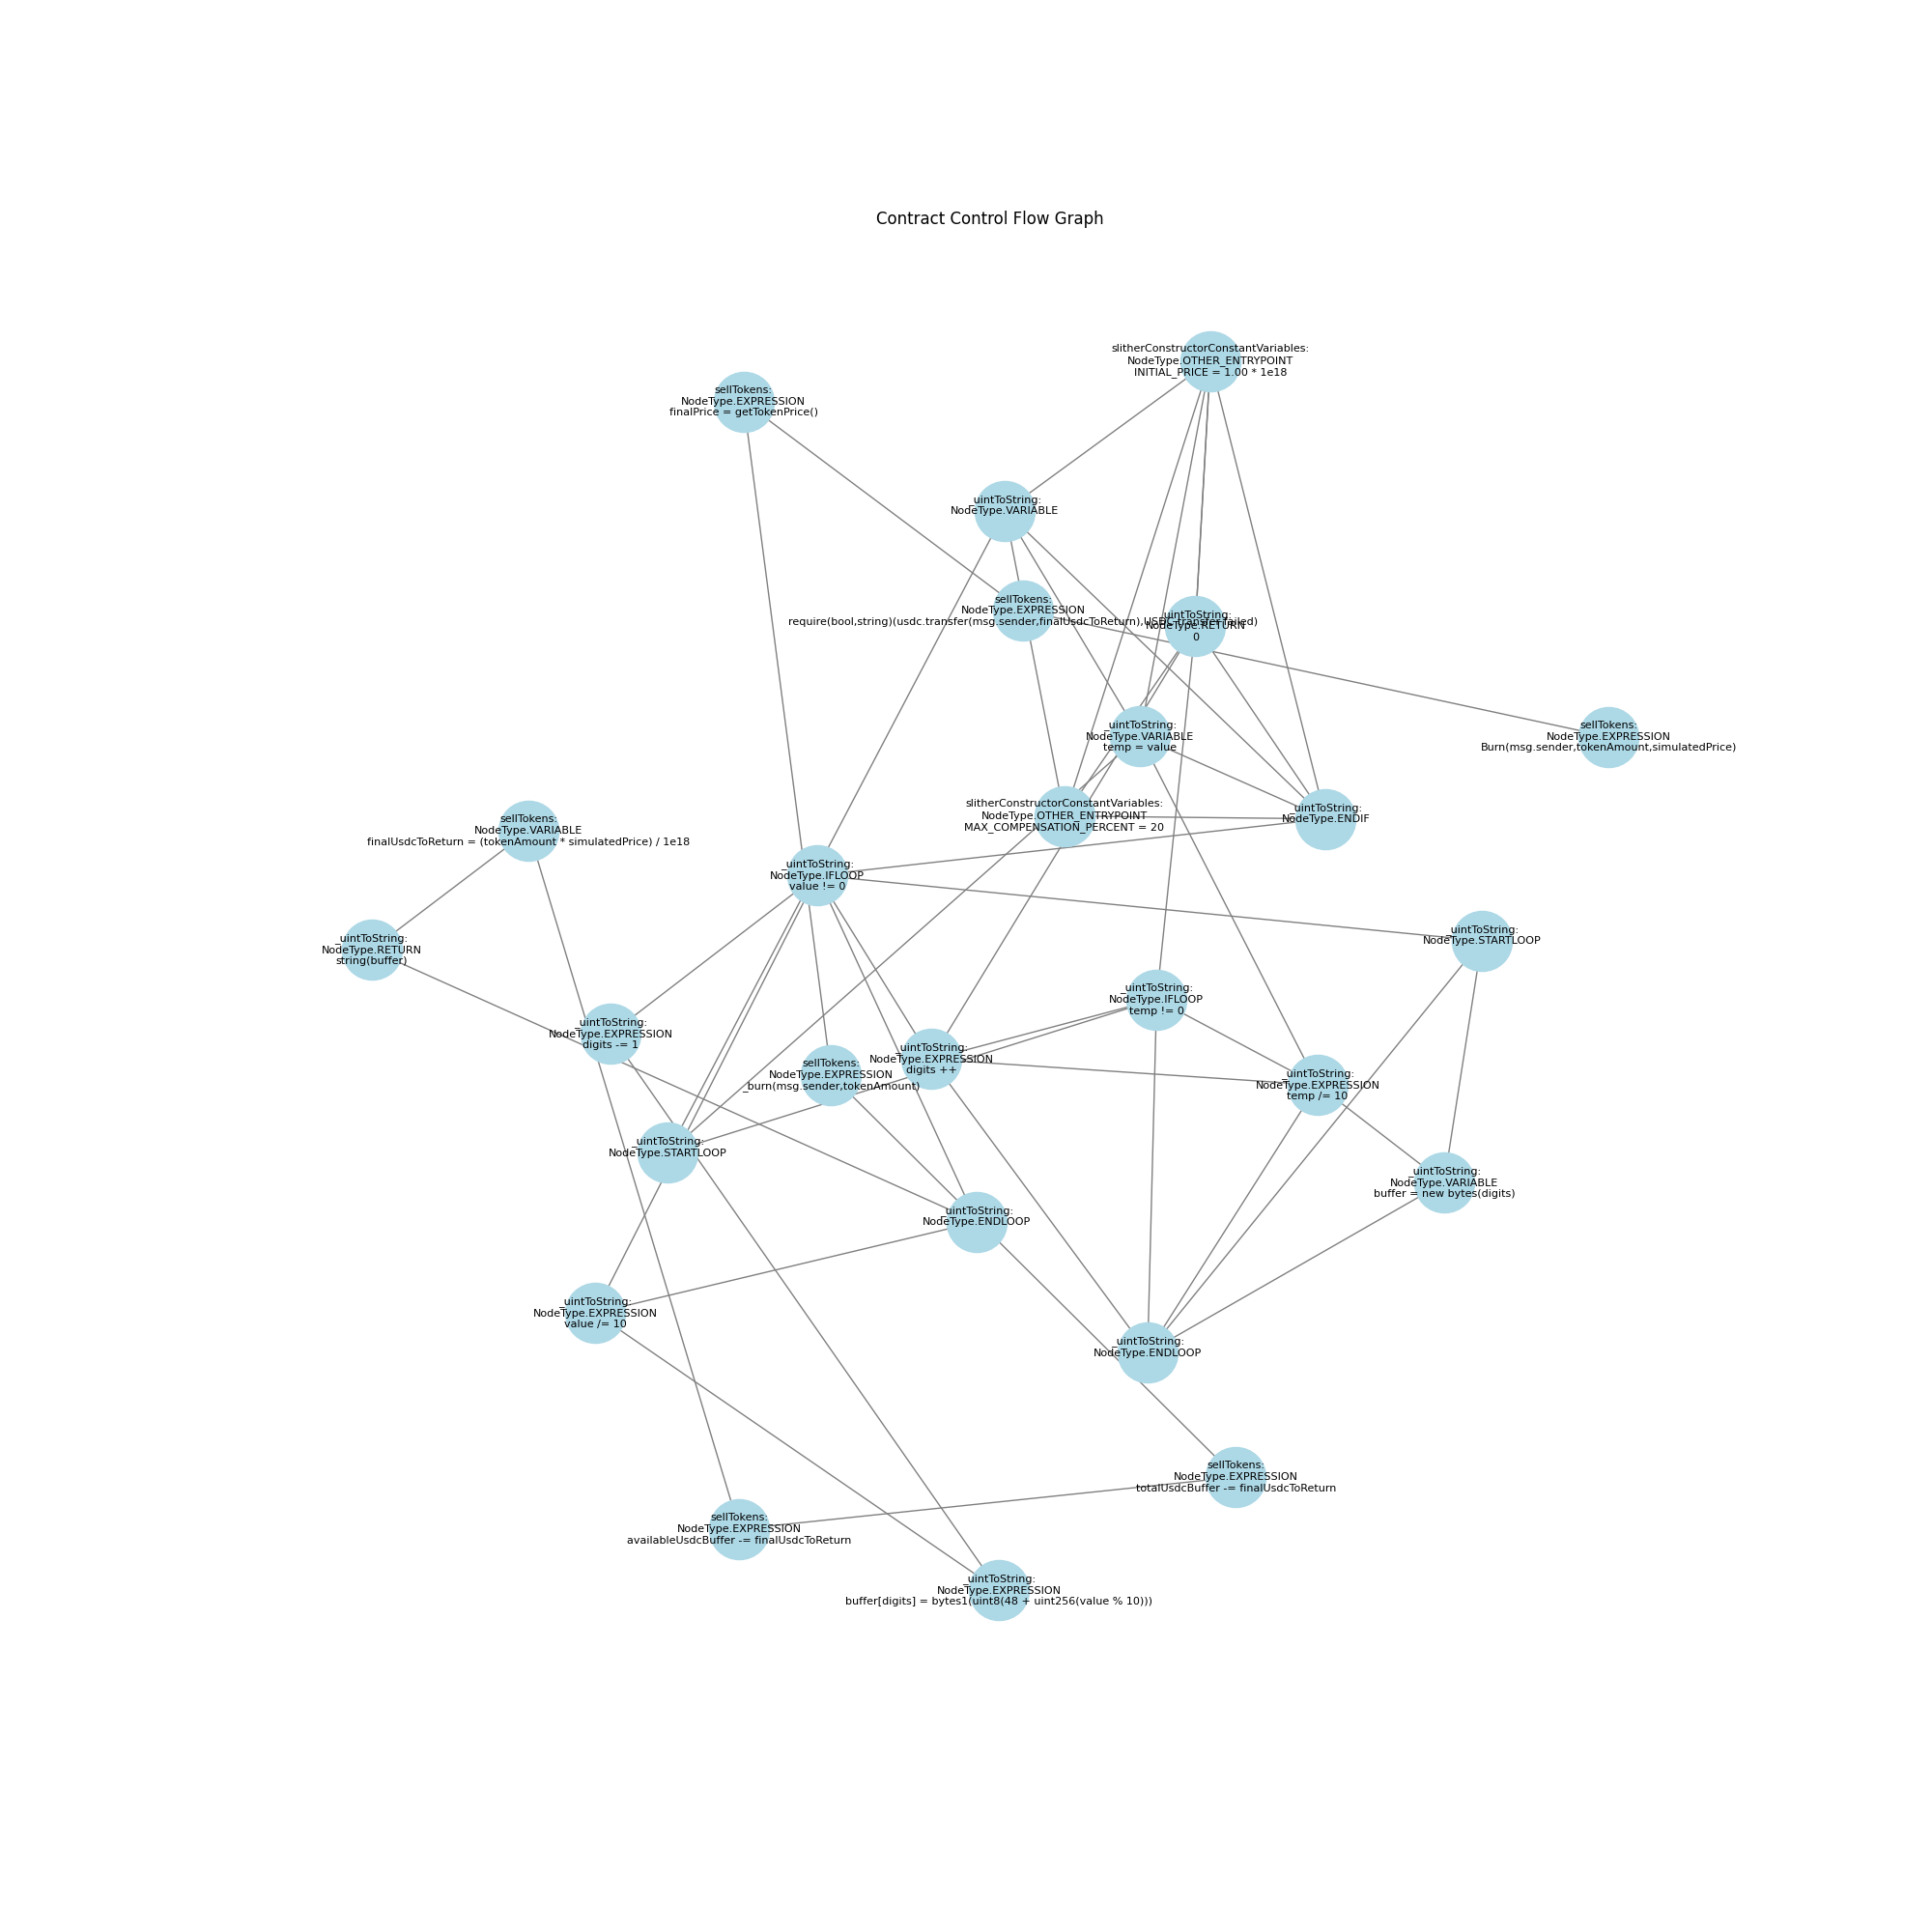 Contract Control Flow Graph
slitherConstructorConstantVariables:
NodeType.OTHER_ENTRYPOINT
INITIAL_PRICE = 1.00 * 1e18
sellTokens:
NodeType.EXPRESSION
finalPrice = getTokenPrice()
_uintToString:
NodeType.VARIABLE
sellTokens:
NodeType.EXPRESSION
require(bool,string)(usdc.transfer(msg.sender,finalUsdcToReturn),USDC transfer failed)
_uintToString:
NodeType.RETURN
0
_uintToString:
NodeType.VARIABLE
temp = value
sellTokens:
NodeType.EXPRESSION
Burn(msg.sender,tokenAmount,simulatedPrice)
slitherConstructorConstantVariables:
NodeType.OTHER_ENTRYPOINT
MAX_COMPENSATION_PERCENT = 20
_uintToString:
NodeType.ENDIF
sellTokens:
NodeType.VARIABLE
finalUsdcToReturn = (tokenAmount * simulatedPrice) / 1e18
_uintToString:
NodeType.IFLOOP
value != 0
_uintToString:
NodeType.RETURN
string(buffer)
_uintToString:
NodeType.STARTLOOP
_uintToString:
NodeType.IFLOOP
temp != 0
_uintToString:
NodeType.EXPRESSION
digits -= 1
_uintToString:
NodeType.EXPRESSION
digits ++
sellTokens:
NodeType.EXPRESSION
_burn(msg.sender,tokenAmount)
_uintToString:
NodeType.EXPRESSION
temp /= 10
_uintToString:
NodeType.STARTLOOP
_uintToString:
NodeType.VARIABLE
buffer = new bytes(digits)
_uintToString:
NodeType.ENDLOOP
_uintToString:
NodeType.EXPRESSION
value /= 10
_uintToString:
NodeType.ENDLOOP
sellTokens:
NodeType.EXPRESSION
totalUsdcBuffer -= finalUsdcToReturn
sellTokens:
NodeType.EXPRESSION
availableUsdcBuffer -= finalUsdcToReturn
_uintToString:
NodeType.EXPRESSION
buffer[digits] = bytes1(uint8(48 + uint256(value % 10)))